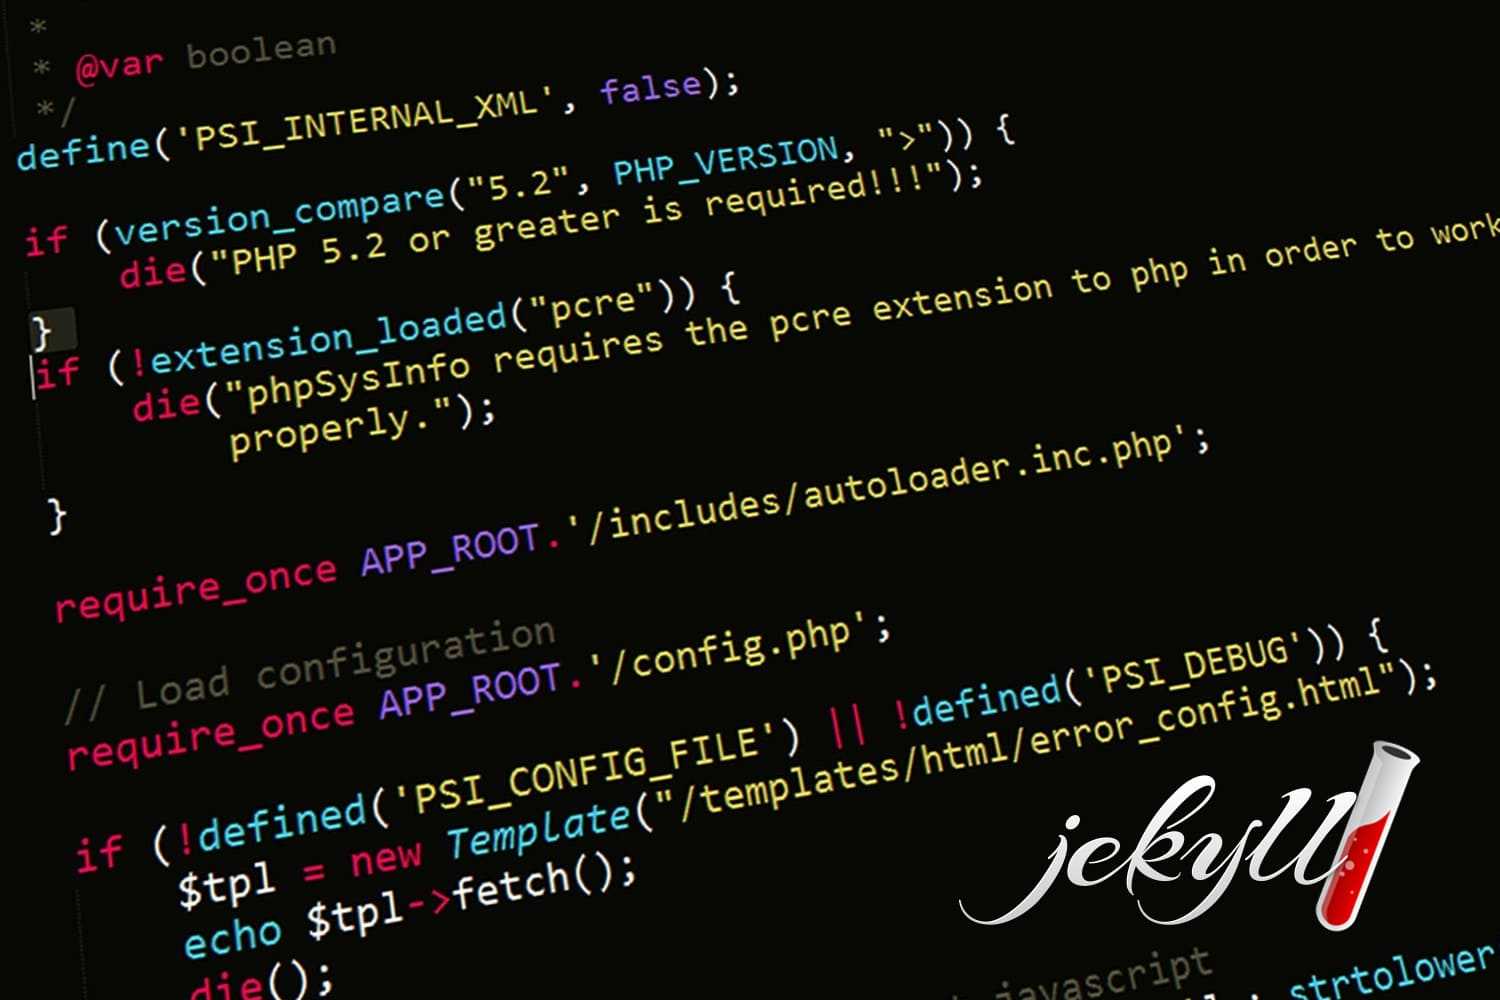 *
* @var boolean
*/
define('PSI_INTERNAL_XML', false);
if (version_compare("5.2", PHP_VERSION, ">")) {
die("PHP 5.2 or greater is required!!!");
}
if (!extension_loaded("pcre")) {
die("phpSysInfo requires the pcre extension to php in order to work
properly.");
}
require_once APP_ROOT.'/includes/autoloader.inc.php';
// Load configuration
require_once APP_ROOT.'/config.php';
if (!defined('PSI_CONFIG_FILE') || !defined('PSI_DEBUG')) {
$tpl = new Template("/templates/html/error_config.html");
echo $tpl->fetch();
die();
jekyll
javascript
strtolower